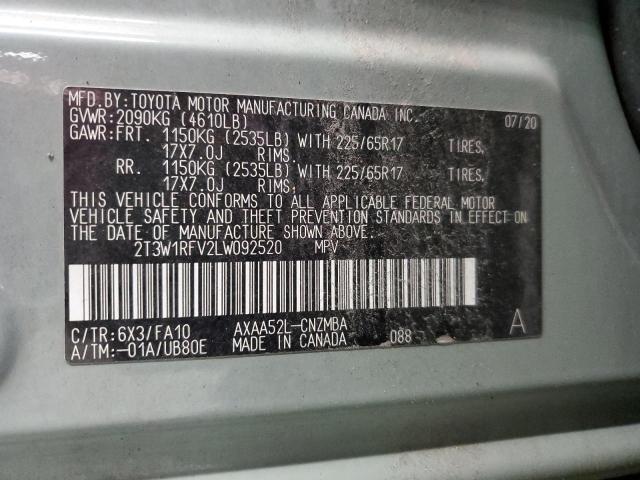 MFD.BY:TOYOTA MOTOR MANUFACTURING CANADA INC. 07/20
GVWR:2090KG (4610LB)
GAWR:FRT. 1150KG (2535LB) WITH 225/65R17 TIRES,
17X7.0J RIMS.
RR. 1150KG (2535LB) WITH 225/65R17 TIRES,
17X7.0J RIMS.
THIS VEHICLE CONFORMS TO ALL APPLICABLE FEDERAL MOTOR
VEHICLE SAFETY AND THEFT PREVENTION STANDARDS IN EFFECT ON
THE DATE OF MANUFACTURE SHOWN ABOVE.
2T3W1RFV2LW092520 MPV
C/TR:6X3/FA10 AXAA52L-CNZMBA A
A/TM:-01A/UB80E MADE IN CANADA 088